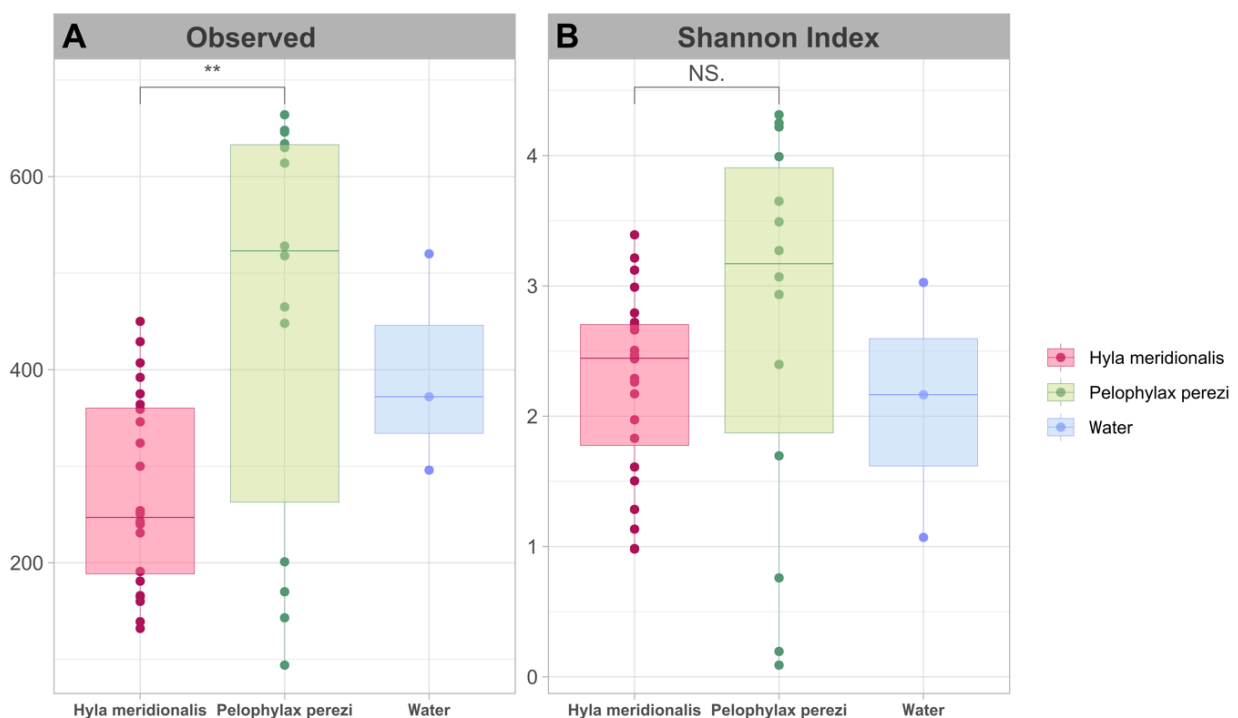 A Observed
B Shannon Index
**
NS.
600
400
200
4
3
2
1
0
Hyla meridionalis Pelophylax perezi Water
Hyla meridionalis Pelophylax perezi Water
Hyla meridionalis
Pelophylax perezi
Water